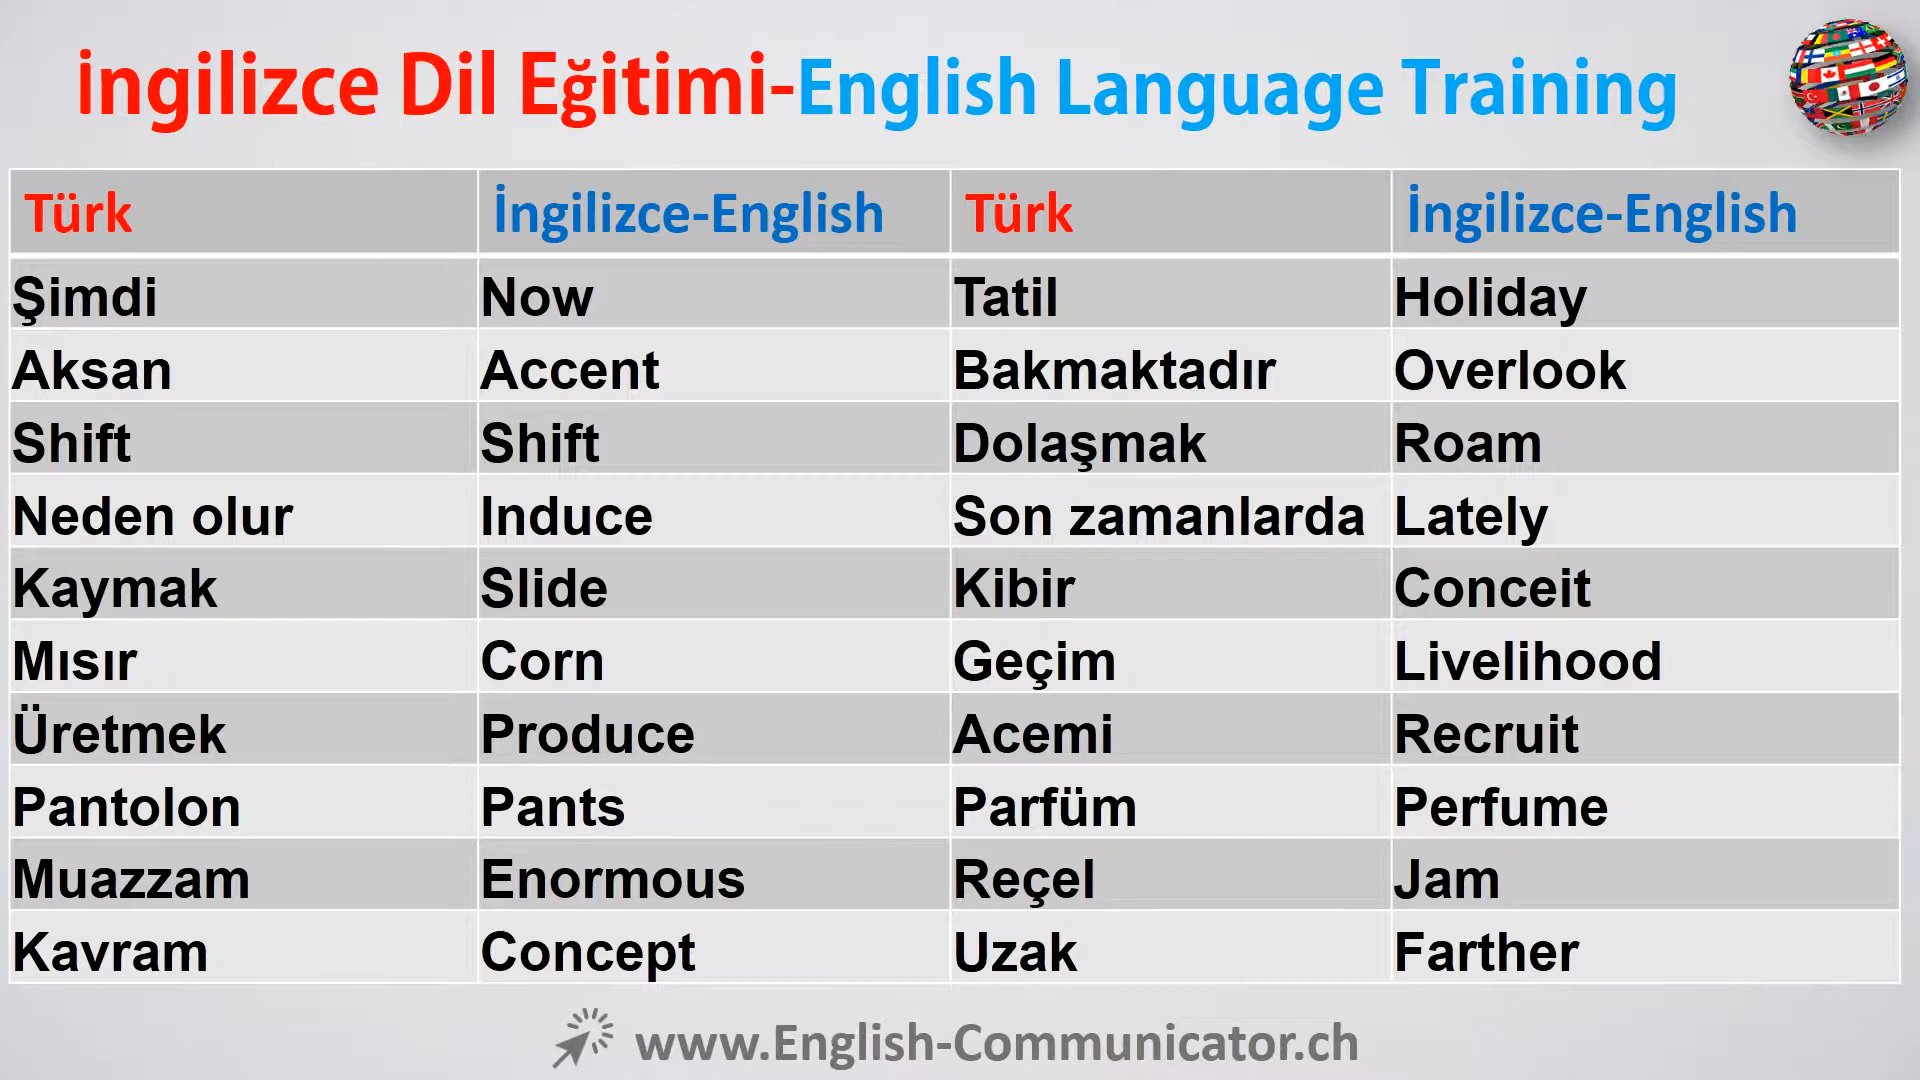 İngilizce Dil Eğitimi-English Language Training
Türk İngilizce-English Türk İngilizce-English
Şimdi Now Tatil Holiday
Aksan Accent Bakmaktadır Overlook
Shift Shift Dolaşmak Roam
Neden olur Induce Son zamanlarda Lately
Kaymak Slide Kibir Conceit
Mısır Corn Geçim Livelihood
Üretmek Produce Acemi Recruit
Pantolon Pants Parfüm Perfume
Muazzam Enormous Reçel Jam
Kavram Concept Uzak Farther
www.English-Communicator.ch